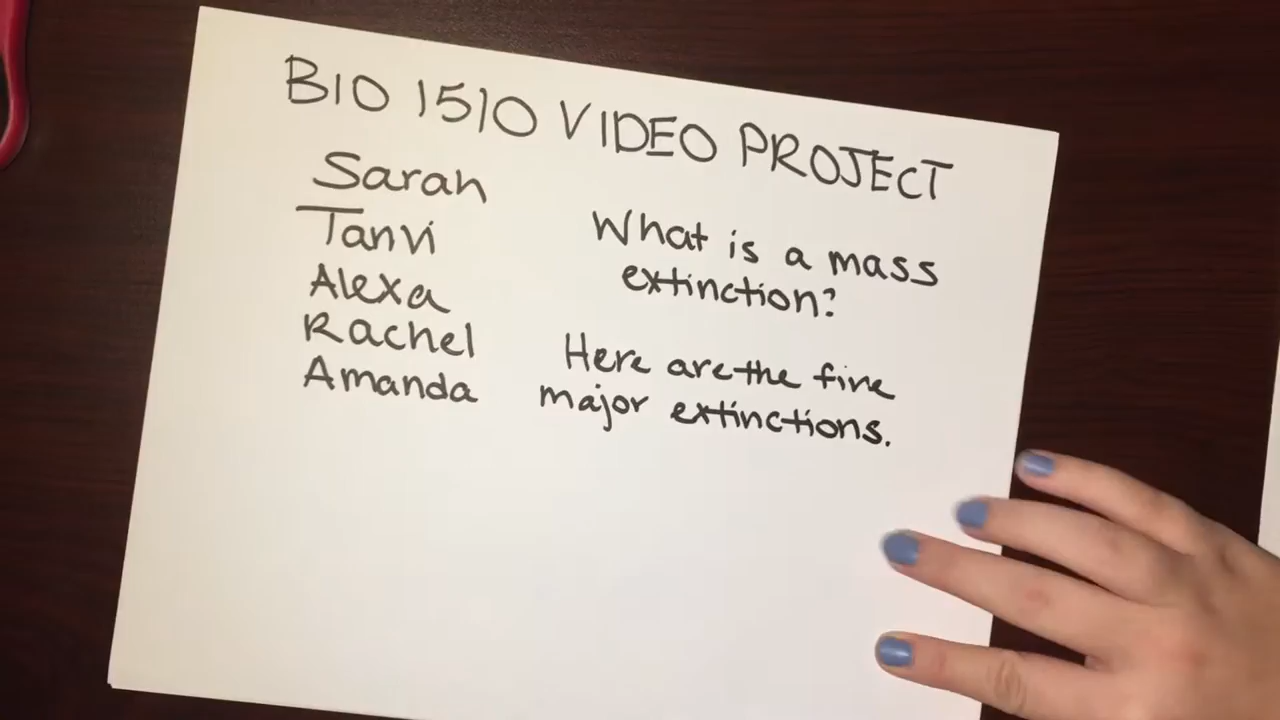 BIO 1510 VIDEO PROJECT
Sarah
Tanvi
Alexa
Rachel
Amanda
What is a mass
extinction?
Here are the five
major extinctions.